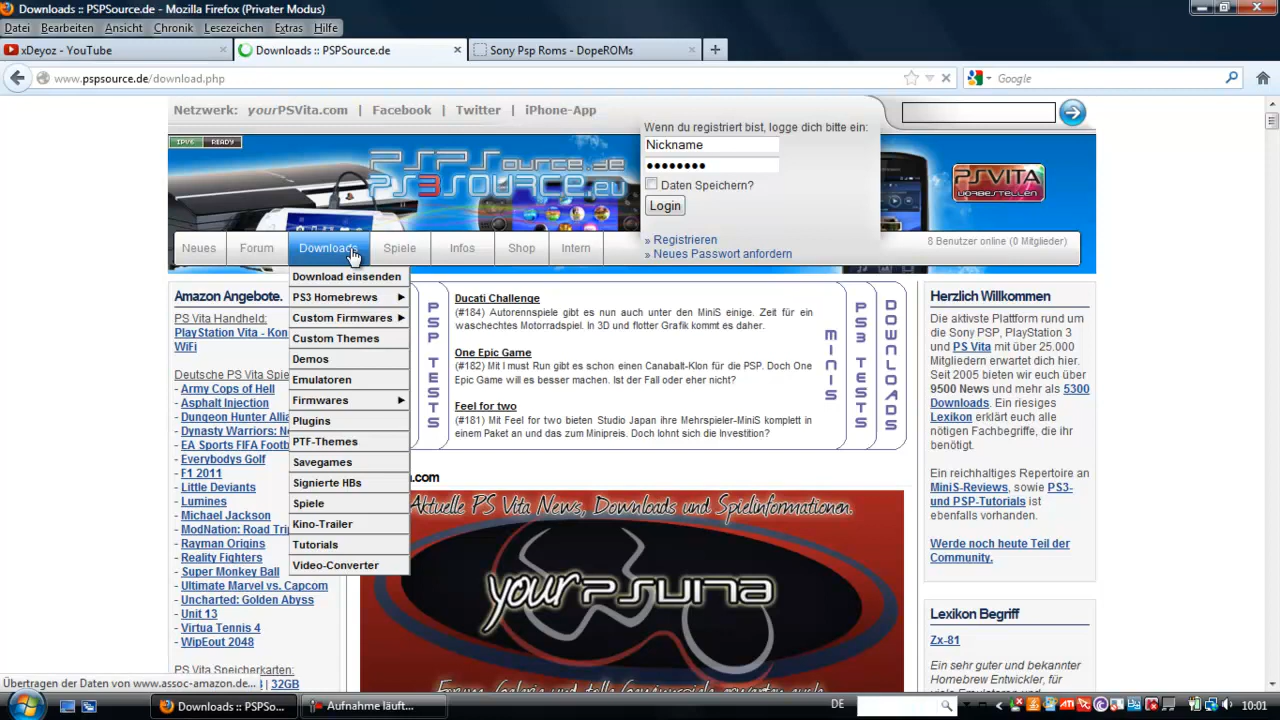 Downloads :: PSPSource.de - Mozilla Firefox (Privater Modus)
Datei Bearbeiten Ansicht Chronik Lesezeichen Extras Hilfe
xDeyoz - YouTube
Downloads :: PSPSource.de
Sony Psp Roms - DopeROMs
www.pspsource.de/download.php
Google
Netzwerk: yourPSVita.com | Facebook | Twitter | iPhone-App
Wenn du registriert bist, logge dich bitte ein:
Nickname
Daten Speichern?
Login
» Registrieren
» Neues Passwort anfordern
IPV6 READY
PSPSource.de
PS3Source.eu
PSVITA
VORBESTELLEN
Neues Forum Downloads Spiele Infos Shop Intern
8 Benutzer online (0 Mitglieder)
Download einsenden
PS3 Homebrews
Custom Firmwares
Custom Themes
Demos
Emulatoren
Firmwares
Plugins
PTF-Themes
Savegames
Signierte HBs
Spiele
Kino-Trailer
Tutorials
Video-Converter
Amazon Angebote.
PS Vita Handheld:
PlayStation Vita - Kon
WiFi
Deutsche PS Vita Spie
- Army Cops of Hell
- Asphalt Injection
- Dungeon Hunter Allia
- Dynasty Warriors: Ne
- EA Sports FIFA Footb
- Everybodys Golf
- F1 2011
- Little Deviants
- Lumines
- Michael Jackson
- ModNation: Road Trip
- Rayman Origins
- Reality Fighters
- Super Monkey Ball
- Ultimate Marvel vs. Capcom
- Uncharted: Golden Abyss
- Unit 13
- Virtua Tennis 4
- WipEout 2048
PS Vita Speicherkarten:
| 32GB
PSP TESTS
Ducati Challenge
(#184) Autorennspiele gibt es nun auch unter den MiniS einige. Zeit für ein
waschechtes Motorradspiel. In 3D und flotter Grafik kommt es daher.
One Epic Game
(#182) Mit I must Run gibt es schon einen Canabalt-Klon für die PSP. Doch One
Epic Game will es besser machen. Ist der Fall oder eher nicht?
Feel for two
(#181) Mit Feel for two bieten Studio Japan ihre Mehrspieler-MiniS komplett in
einem Paket an und das zum Minipreis. Doch lohnt sich die Investition?
MINIS
PS3 TESTS
DOWNLOADS
.com
Aktuelle PS Vita News, Downloads und Spielinformationen.
yourPSVITA
Herzlich Willkommen
Die aktivste Plattform rund um
die Sony PSP, PlayStation 3
und PS Vita mit über 25.000
Mitgliedern erwartet dich hier.
Seit 2005 bieten wir euch über
9500 News und mehr als 5300
Downloads. Ein riesiges
Lexikon erklärt euch alle
nötigen Fachbegriffe, die ihr
benötigt.
Ein reichhaltiges Repertoire an
MiniS-Reviews, sowie PS3-
und PSP-Tutorials ist
ebenfalls vorhanden.
Werde noch heute Teil der
Community.
Lexikon Begriff
Zx-81
Ein sehr guter und bekannter
Homebrew Entwickler, für
Übertragen der Daten von www.assoc-amazon.de...
Downloads :: PSPSo...
Aufnahme läuft...
DE
10:01